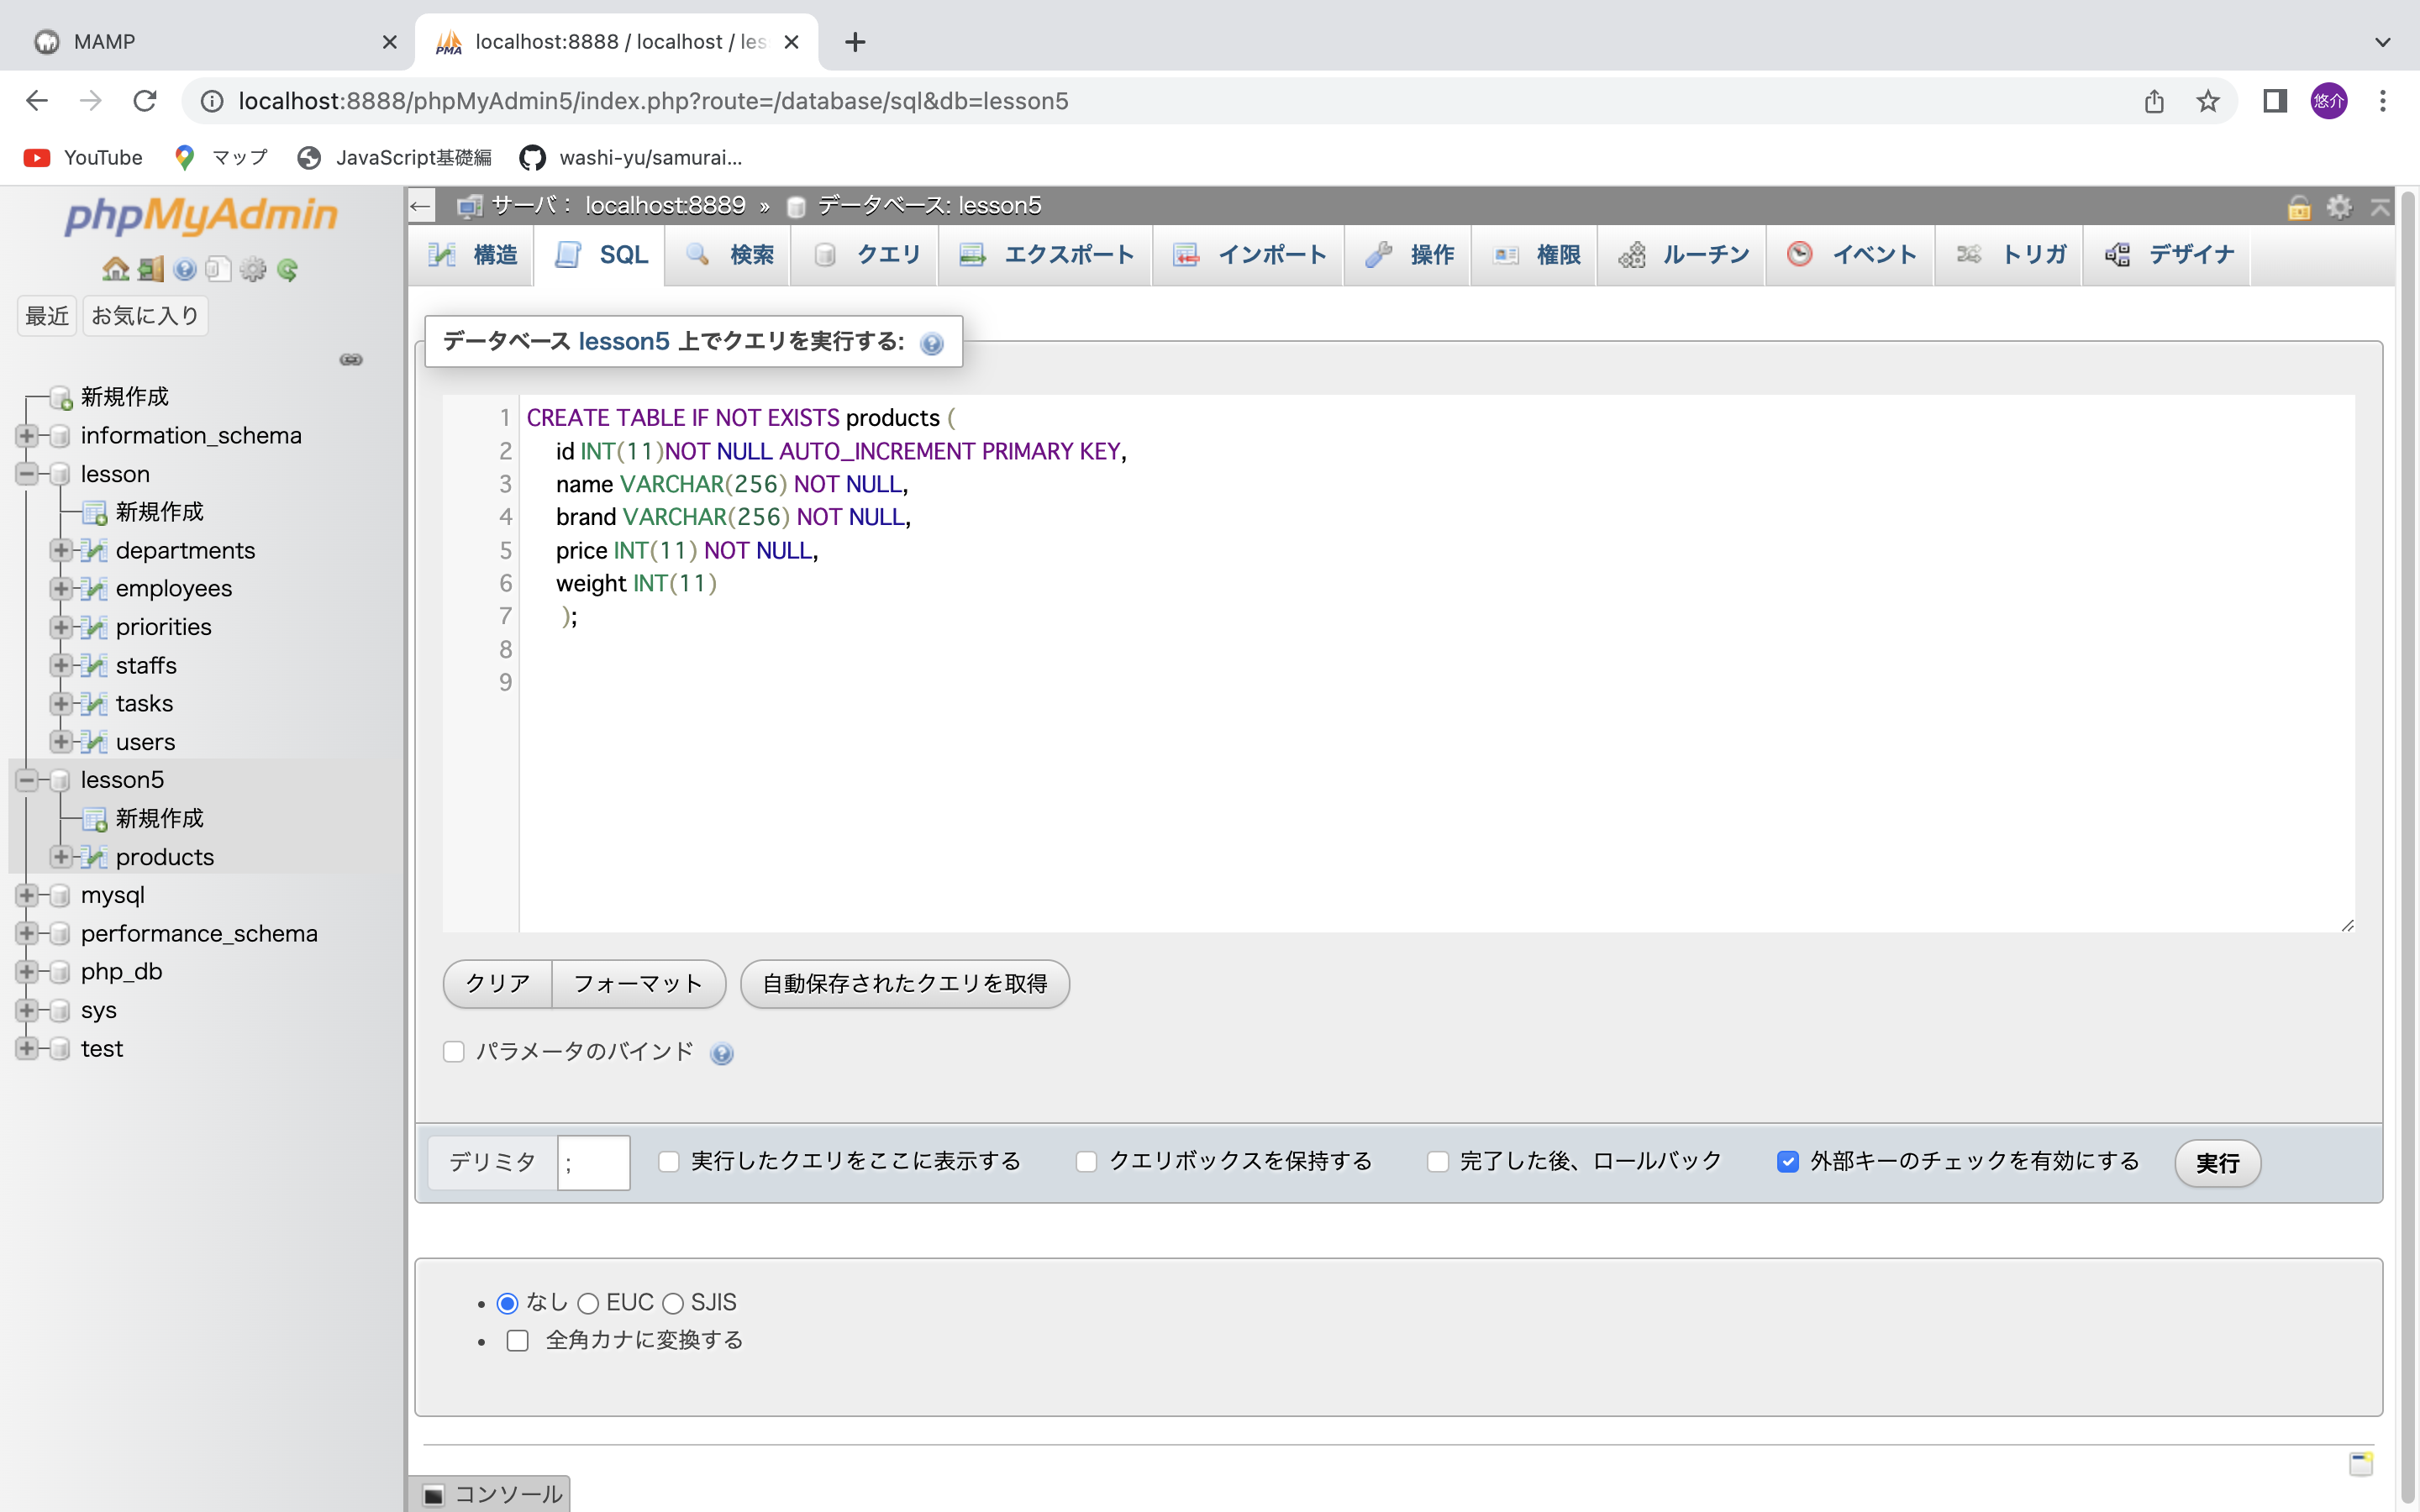 MAMP
localhost:8888 / localhost / les
localhost:8888/phpMyAdmin5/index.php?route=/database/sql&db=lesson5
悠介
YouTube
マップ
JavaScript基礎編
washi-yu/samurai...
phpMyAdmin
最近
お気に入り
新規作成
information_schema
lesson
新規作成
departments
employees
priorities
staffs
tasks
users
lesson5
新規作成
products
mysql
performance_schema
php_db
sys
test
サーバ： localhost:8889 » データベース: lesson5
構造
SQL
検索
クエリ
エクスポート
インポート
操作
権限
ルーチン
イベント
トリガ
デザイナ
データベース lesson5 上でクエリを実行する:
1 CREATE TABLE IF NOT EXISTS products (
2 id INT(11)NOT NULL AUTO_INCREMENT PRIMARY KEY,
3 name VARCHAR(256) NOT NULL,
4 brand VARCHAR(256) NOT NULL,
5 price INT(11) NOT NULL,
6 weight INT(11)
7 );
8
9
クリア
フォーマット
自動保存されたクエリを取得
パラメータのバインド
デリミタ ;
実行したクエリをここに表示する
クエリボックスを保持する
完了した後、ロールバック
外部キーのチェックを有効にする
実行
なし EUC SJIS
全角カナに変換する
コンソール